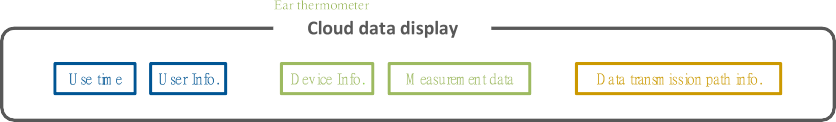 Ear thermometer
Cloud data display
Use time User Info. Device Info. Measurement data Data transmission path info.